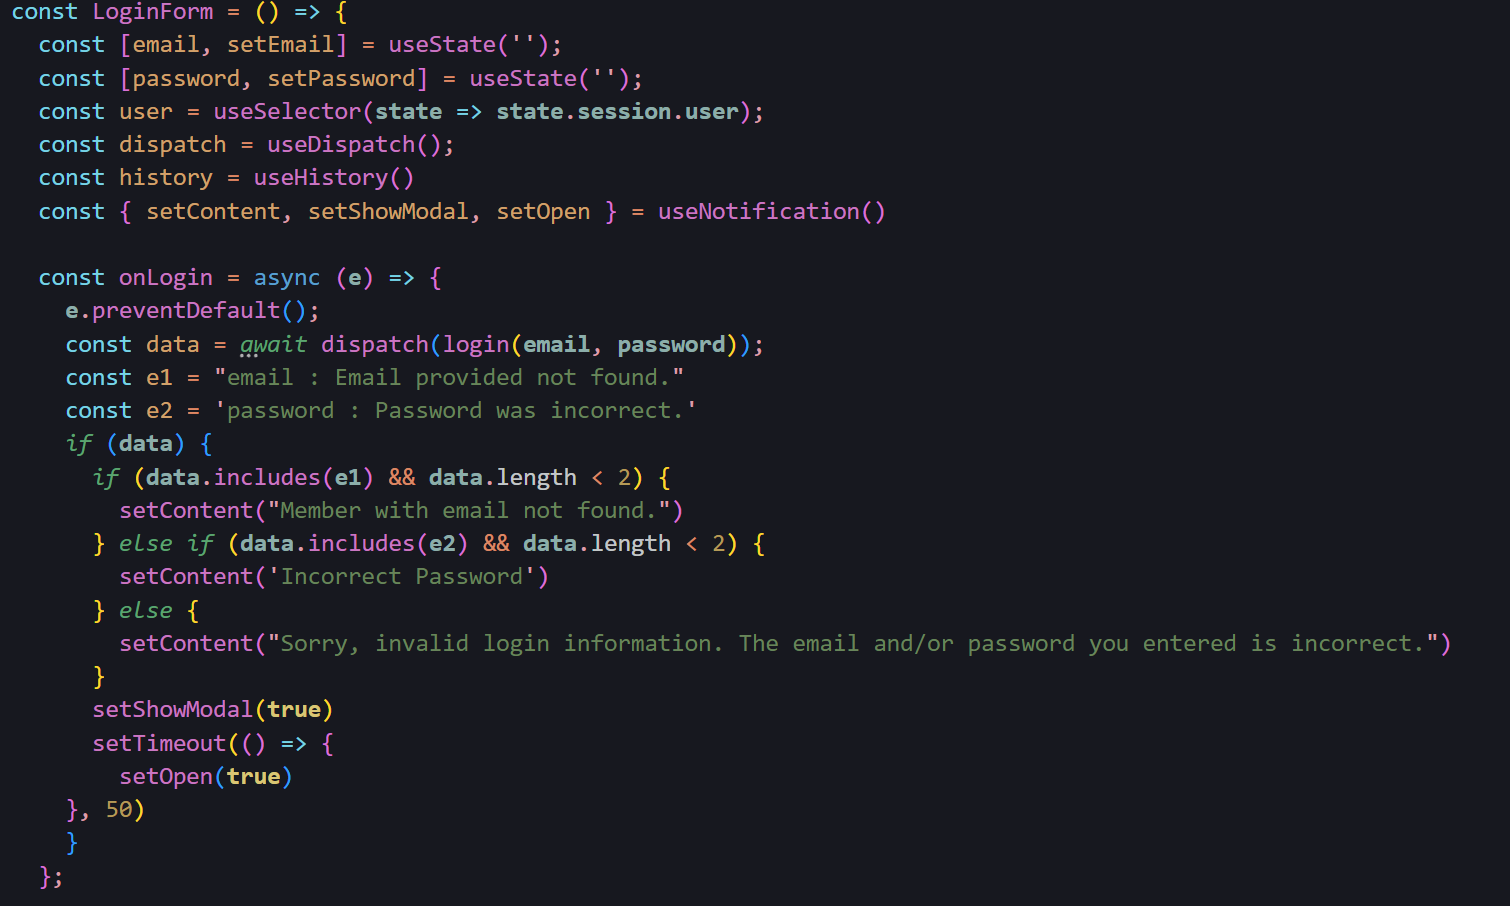 const LoginForm = () => {
  const [email, setEmail] = useState('');
  const [password, setPassword] = useState('');
  const user = useSelector(state => state.session.user);
  const dispatch = useDispatch();
  const history = useHistory()
  const { setContent, setShowModal, setOpen } = useNotification()

  const onLogin = async (e) => {
    e.preventDefault();
    const data = await dispatch(login(email, password));
    const e1 = "email : Email provided not found."
    const e2 = 'password : Password was incorrect.'
    if (data) {
      if (data.includes(e1) && data.length < 2) {
        setContent("Member with email not found.")
      } else if (data.includes(e2) && data.length < 2) {
        setContent('Incorrect Password')
      } else {
        setContent("Sorry, invalid login information. The email and/or password you entered is incorrect.")
      }
      setShowModal(true)
      setTimeout(() => {
        setOpen(true)
    }, 50)
    }
  };